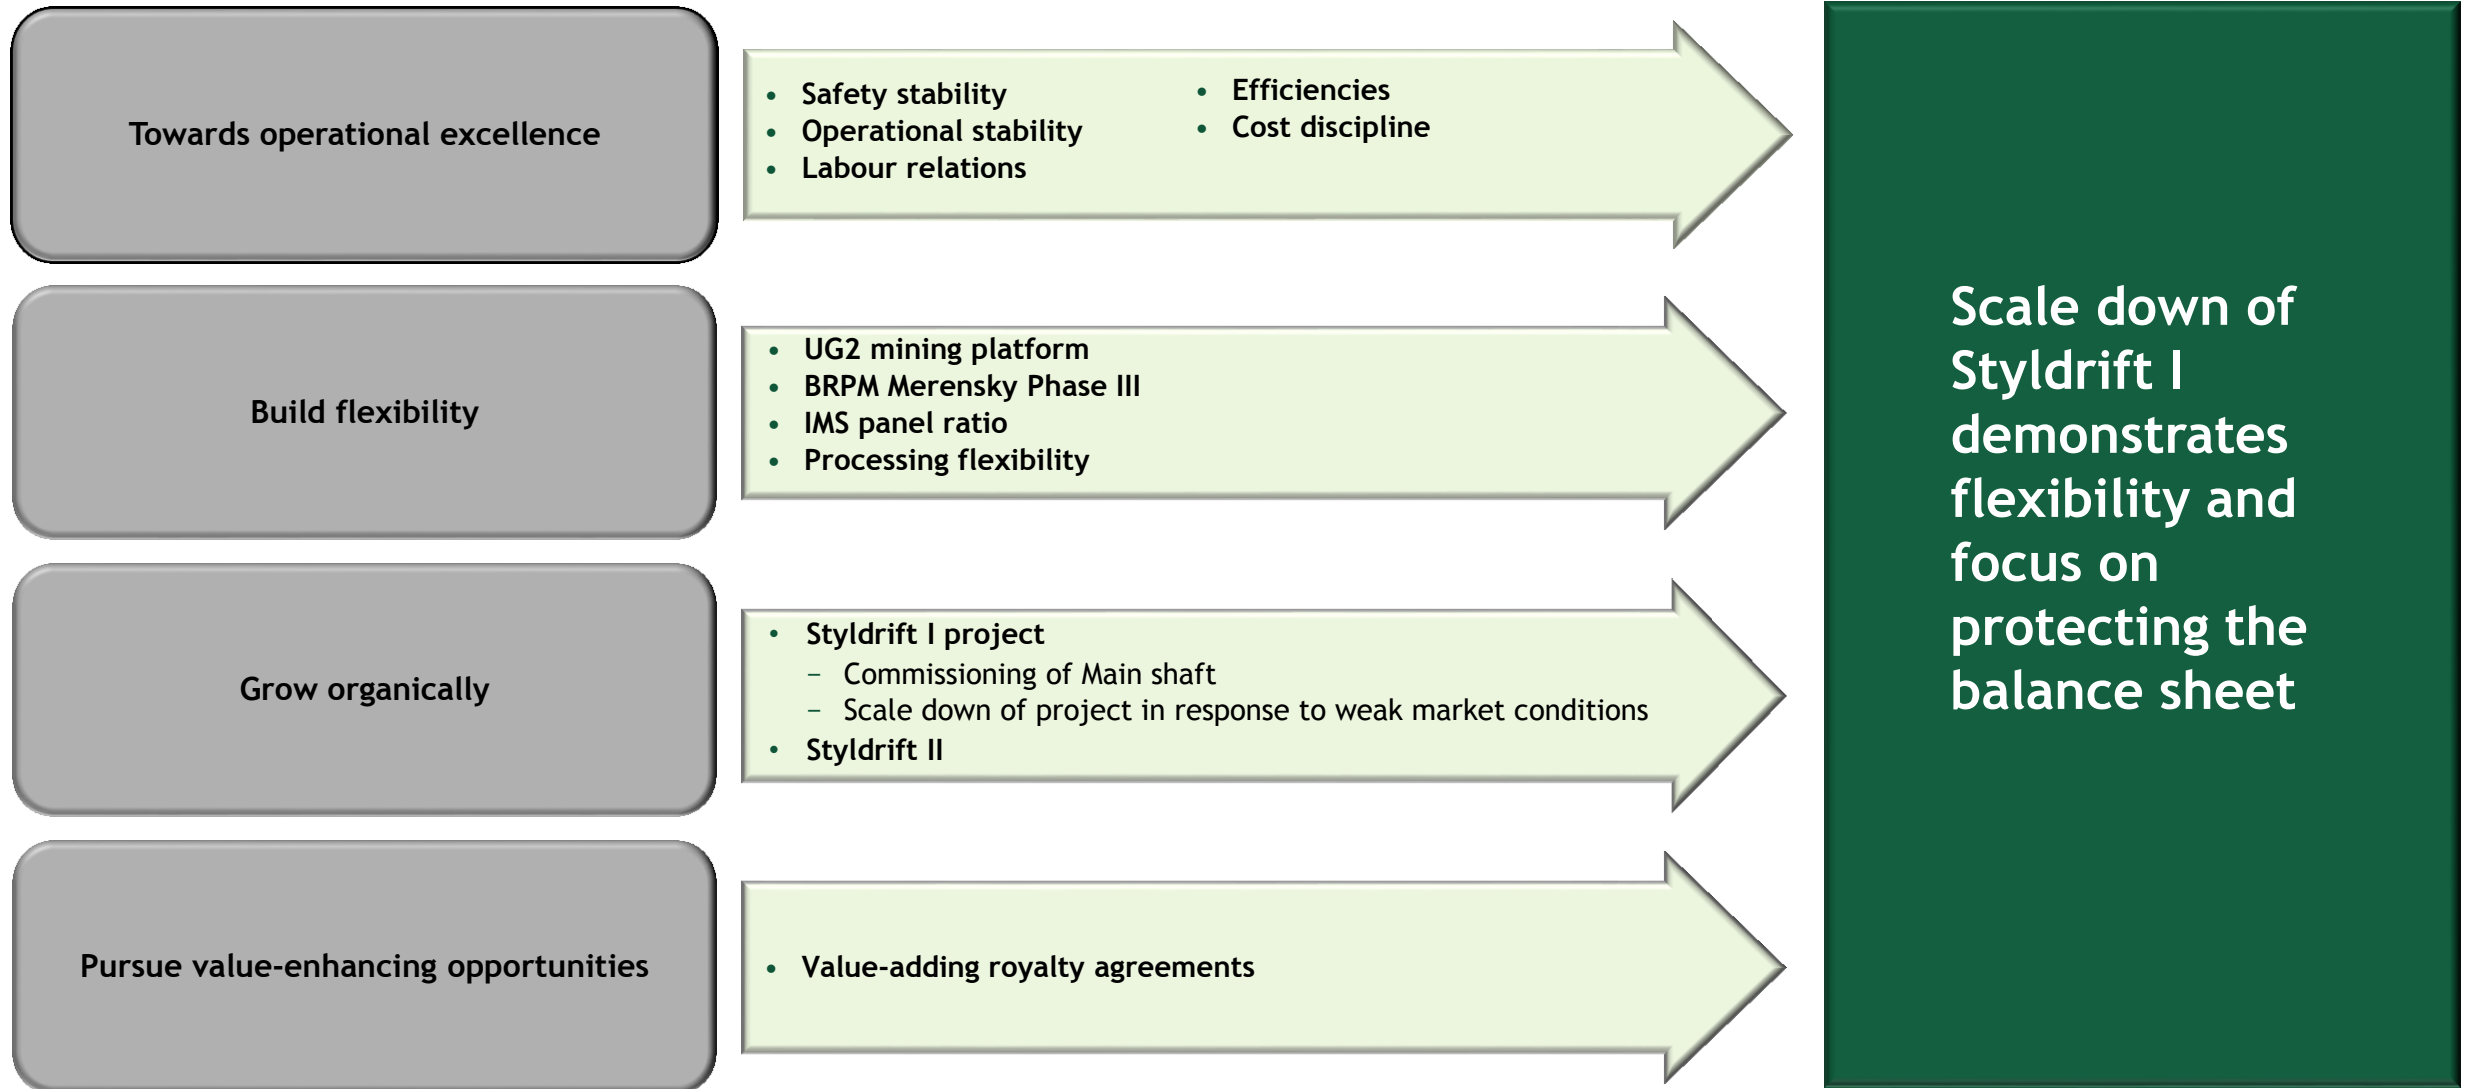 Towards operational excellence
• Safety stability
• Operational stability
• Labour relations
• Efficiencies
• Cost discipline
Build flexibility
• UG2 mining platform
• BRPM Merensky Phase III
• IMS panel ratio
• Processing flexibility
Grow organically
• Styldrift I project
– Commissioning of Main shaft
– Scale down of project in response to weak market conditions
• Styldrift II
Pursue value-enhancing opportunities
• Value-adding royalty agreements
Scale down of
Styldrift I
demonstrates
flexibility and
focus on
protecting the
balance sheet